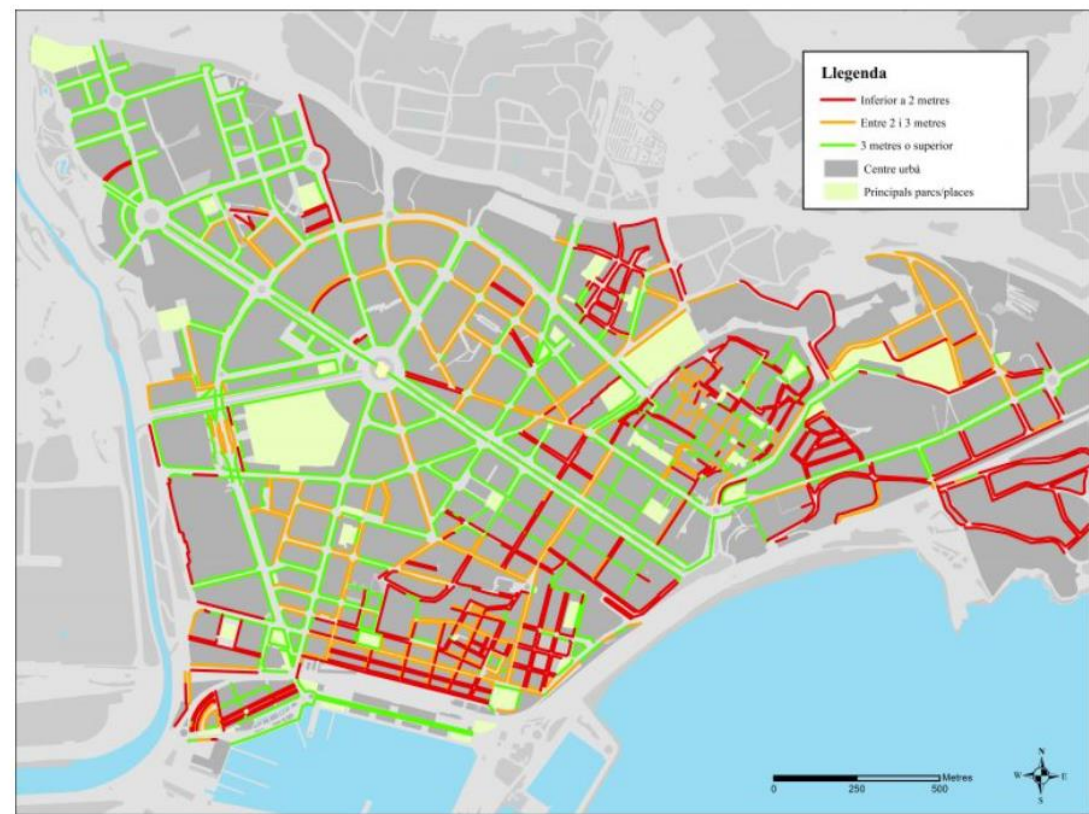 Llegenda
Inferior a 2 metres
Entre 2 i 3 metres
3 metres o superior
Centre urbà
Principals parcs/places
N
W E
S
Metres
0 250 500